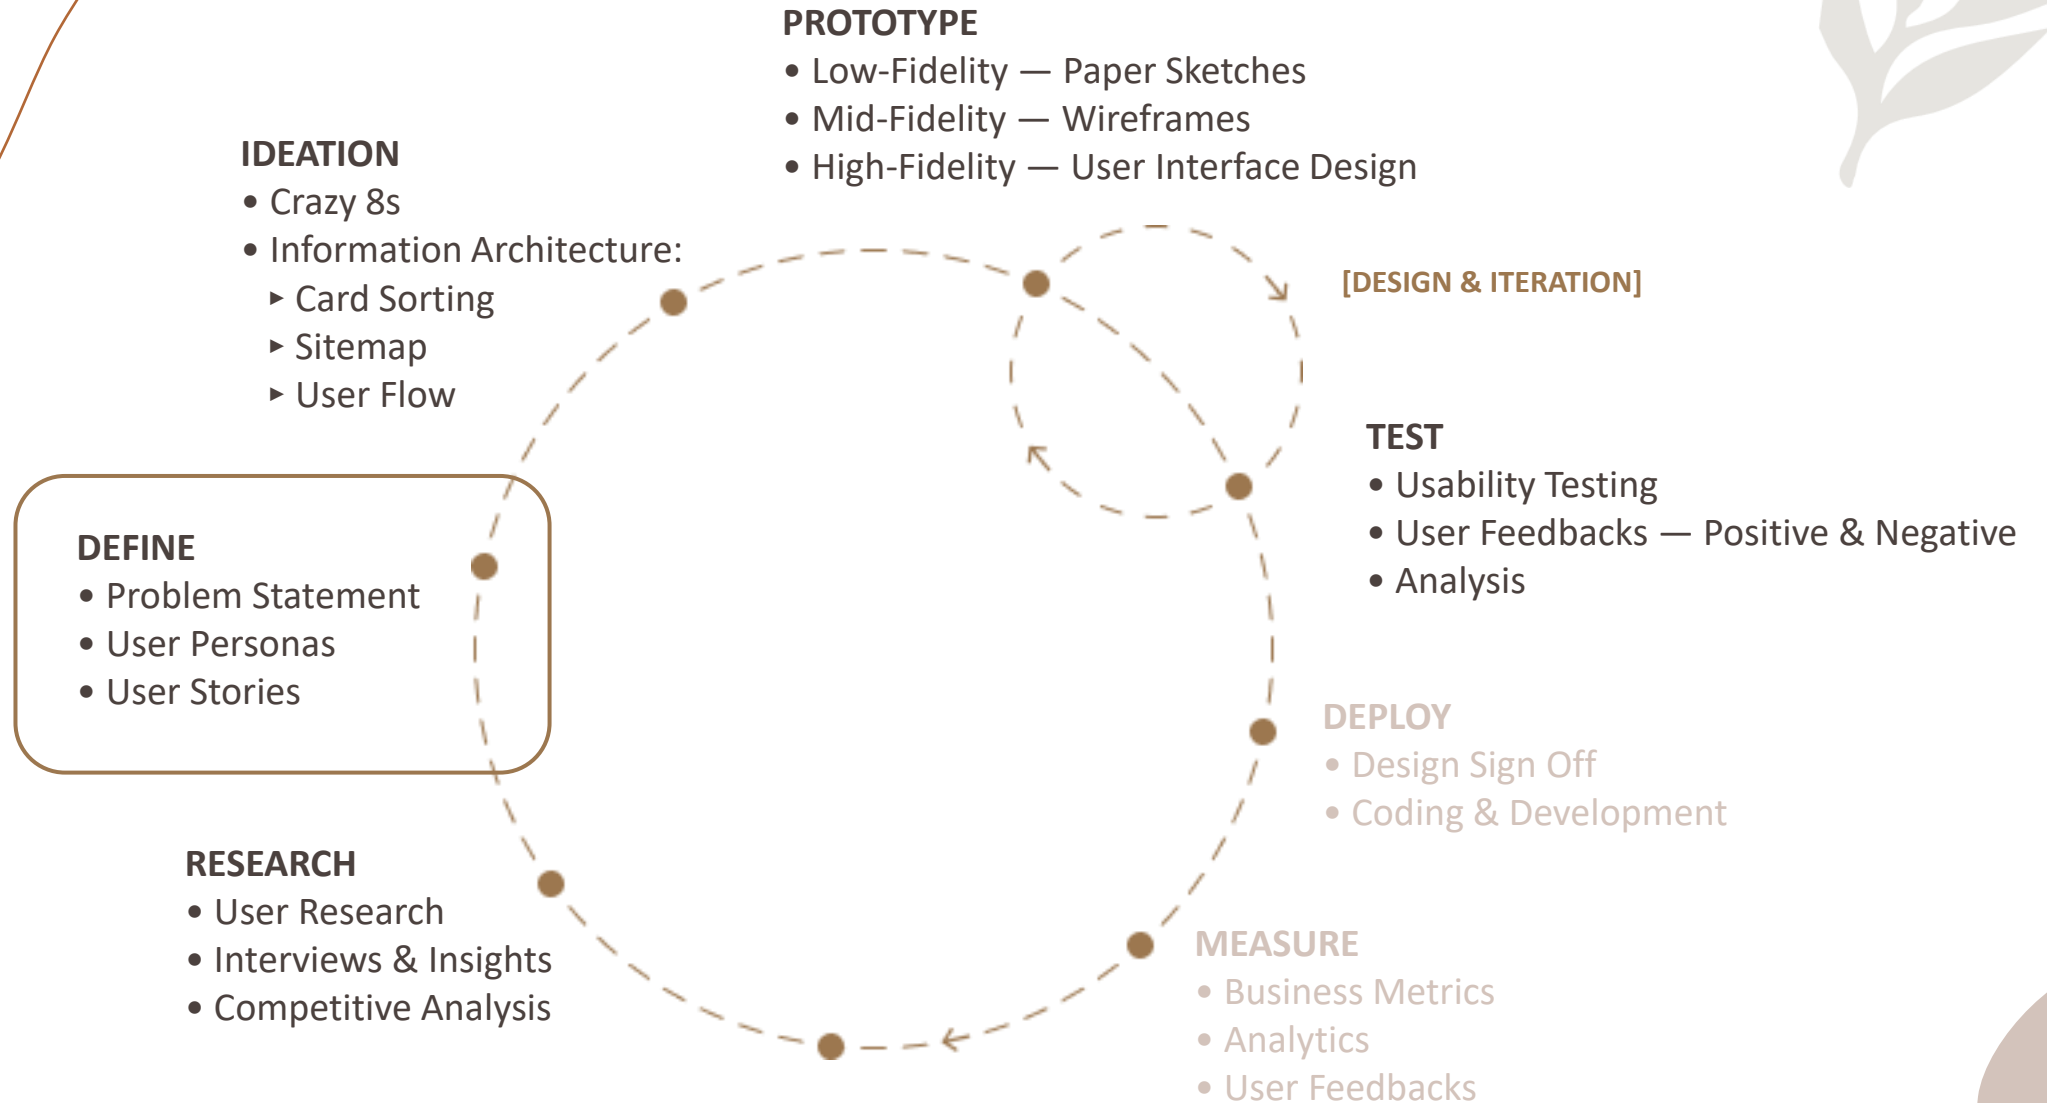 PROTOTYPE
• Low-Fidelity — Paper Sketches
• Mid-Fidelity — Wireframes
• High-Fidelity — User Interface Design
IDEATION
• Crazy 8s
• Information Architecture:
▸ Card Sorting
▸ Sitemap
▸ User Flow
[DESIGN & ITERATION]
TEST
• Usability Testing
• User Feedbacks — Positive & Negative
• Analysis
DEFINE
• Problem Statement
• User Personas
• User Stories
DEPLOY
• Design Sign Off
• Coding & Development
RESEARCH
• User Research
• Interviews & Insights
• Competitive Analysis
MEASURE
• Business Metrics
• Analytics
• User Feedbacks